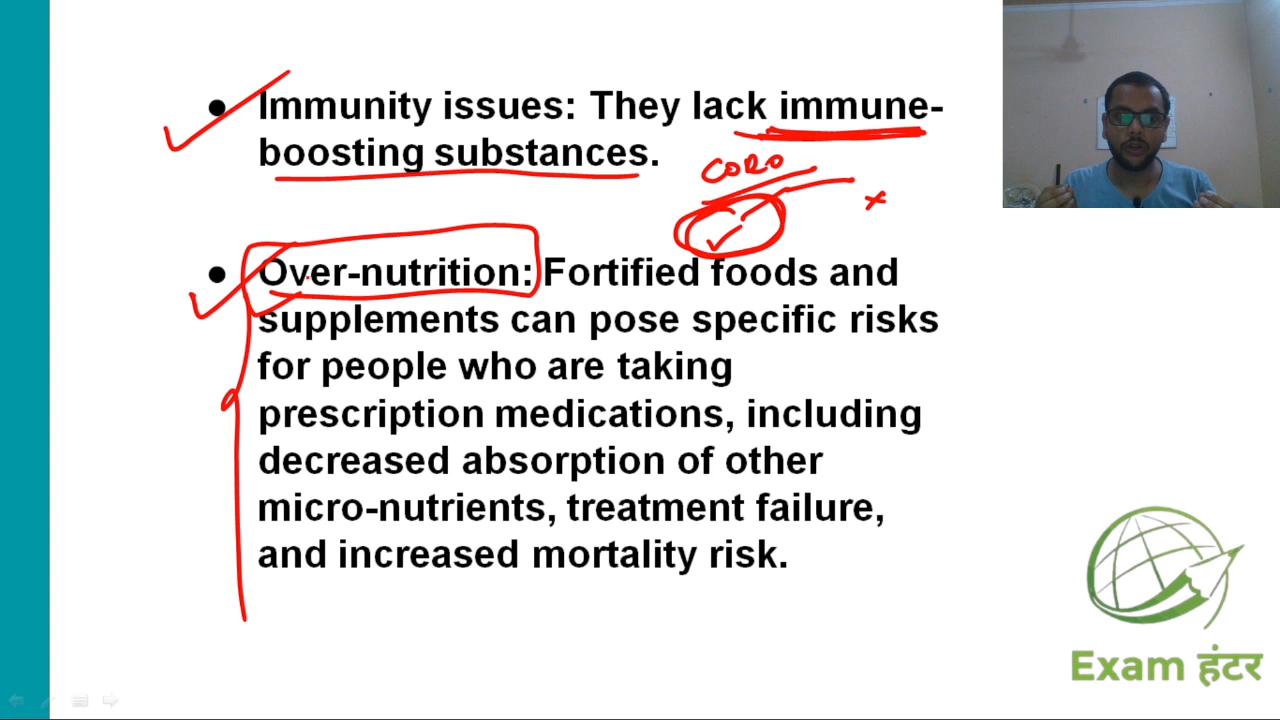 ● Immunity issues: They lack immune-
boosting substances.
CORO
● Over-nutrition: Fortified foods and
supplements can pose specific risks
for people who are taking
prescription medications, including
decreased absorption of other
micro-nutrients, treatment failure,
and increased mortality risk.
Exam हंटर